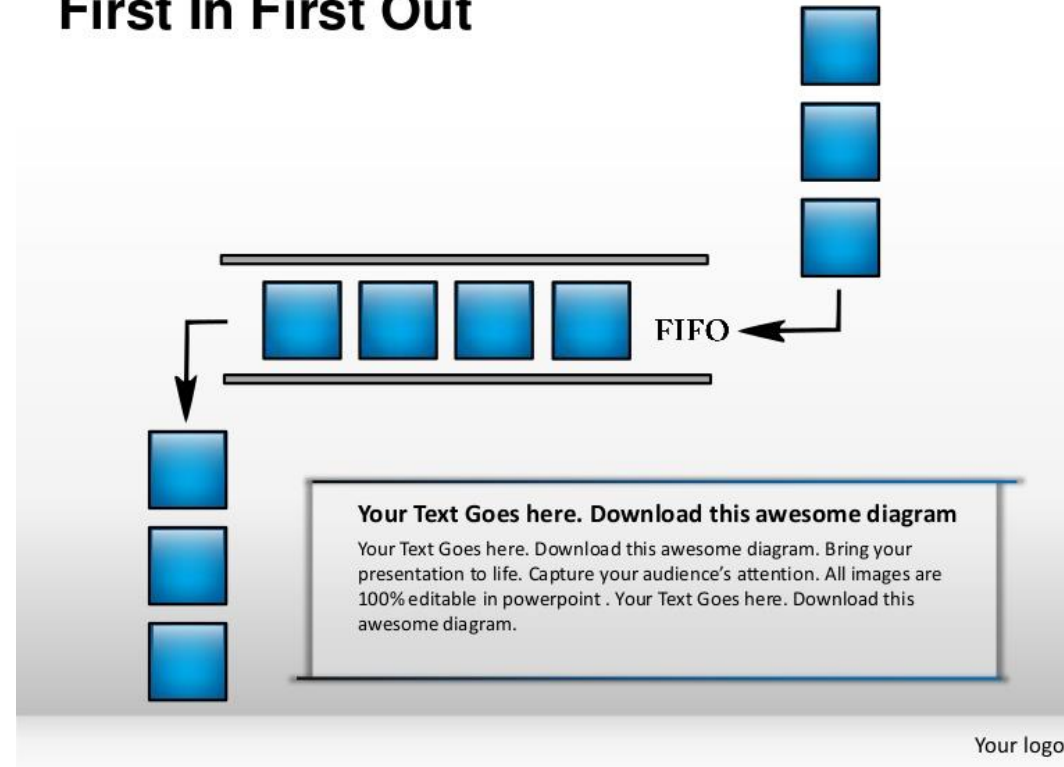 First In First Out
FIFO
Your Text Goes here. Download this awesome diagram
Your Text Goes here. Download this awesome diagram. Bring your
presentation to life. Capture your audience’s attention. All images are
100% editable in powerpoint . Your Text Goes here. Download this
awesome diagram.
Your logo